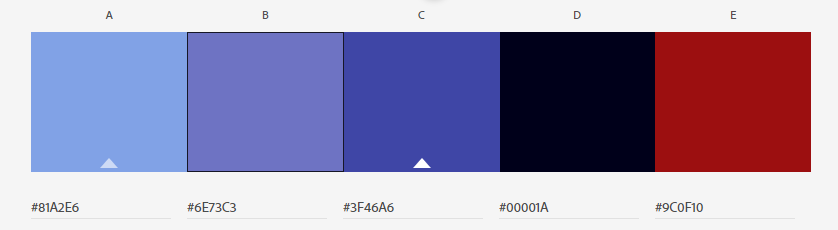 A B C D E
#81A2E6 #6E73C3 #3F46A6 #00001A #9C0F10